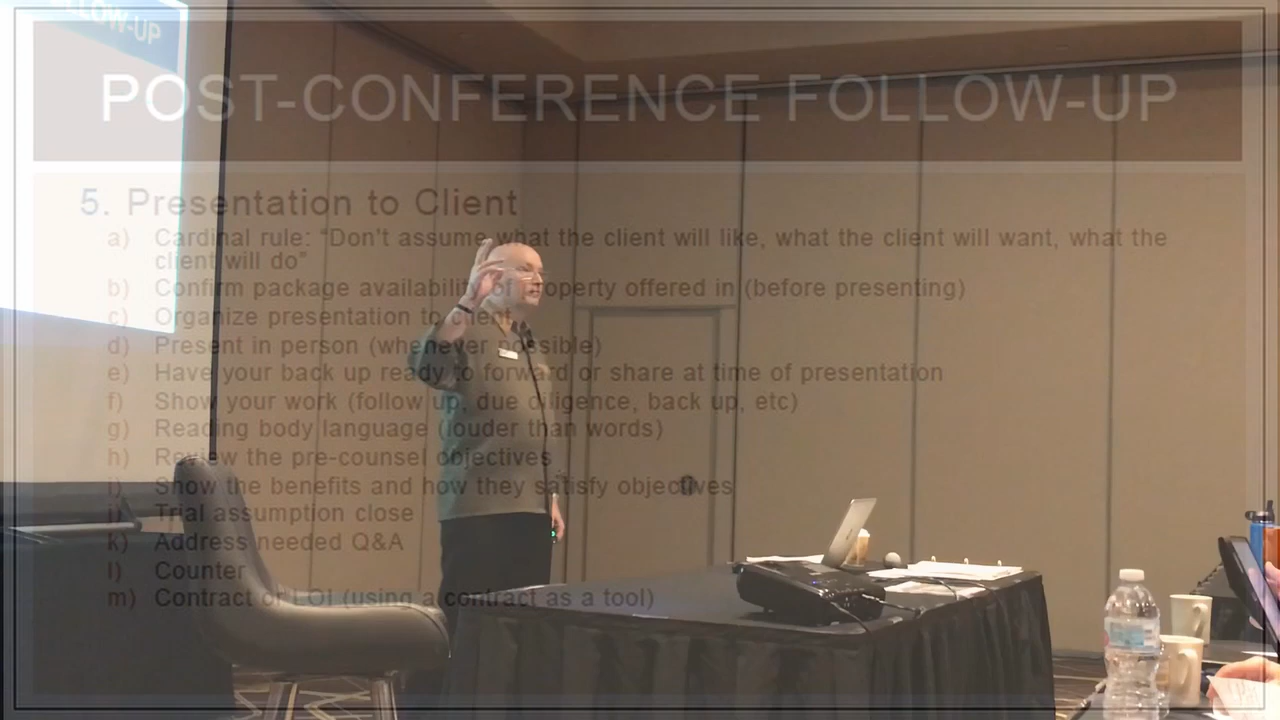 LLOW-UP
POST-CONFERENCE FOLLOW-UP
5. Presentation to Client
a) Cardinal rule: "Don't assume what the client will like, what the client will want, what the
client will do"
b) Confirm package availability of property offered in (before presenting)
c) Organize presentation to client
d) Present in person (whenever possible)
e) Have your back up ready to forward or share at time of presentation
f) Show your work (follow up, due diligence, back up, etc)
g) Reading body language (louder than words)
h) Review the pre-counsel objectives
i) Show the benefits and how they satisfy objectives
j) Trial assumption close
k) Address needed Q&A
l) Counter
m) Contract or LOI (using a contract as a tool)